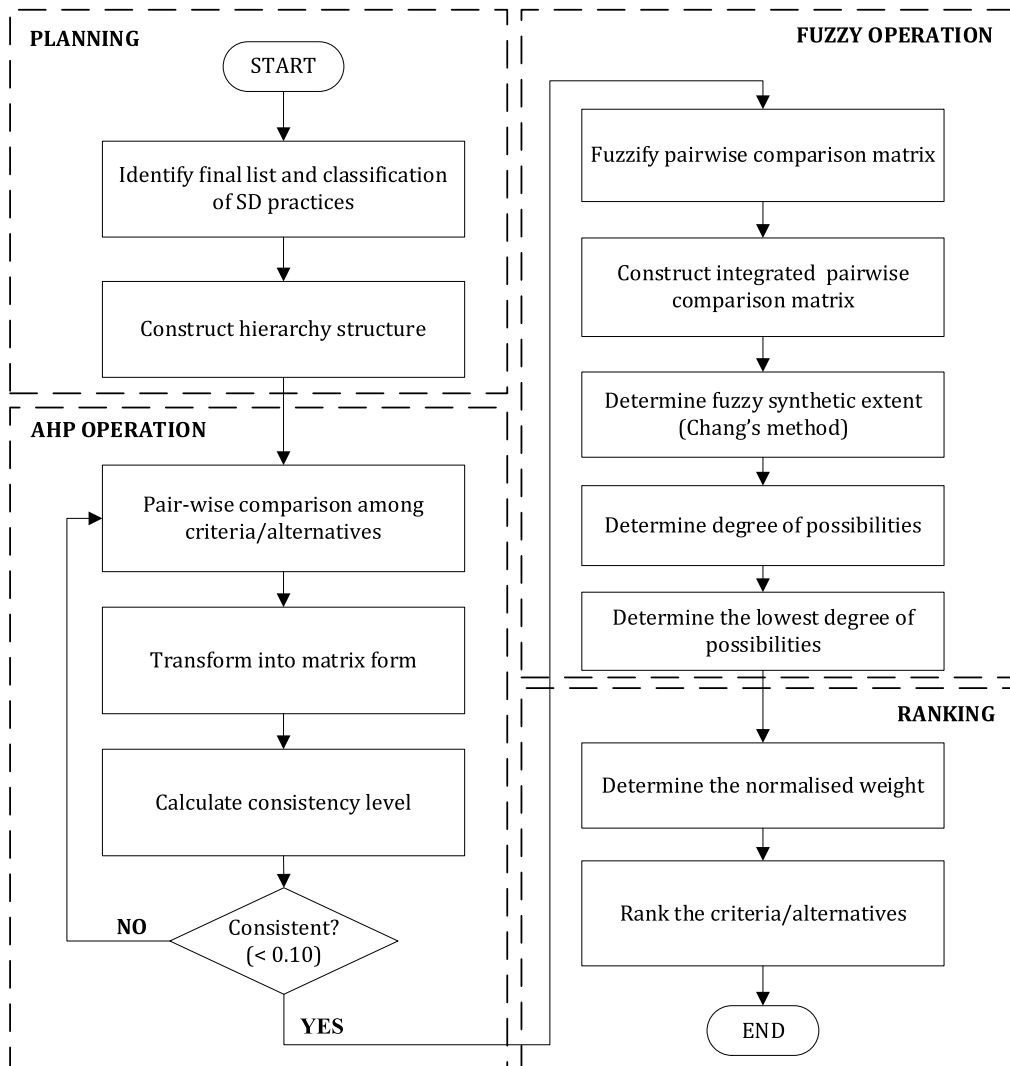 PLANNING
START
Identify final list and classification
of SD practices
Construct hierarchy structure
AHP OPERATION
Pair-wise comparison among
criteria/alternatives
Transform into matrix form
Calculate consistency level
Consistent?
(< 0.10)
NO
YES
FUZZY OPERATION
Fuzzify pairwise comparison matrix
Construct integrated pairwise
comparison matrix
Determine fuzzy synthetic extent
(Chang's method)
Determine degree of possibilities
Determine the lowest degree of
possibilities
RANKING
Determine the normalised weight
Rank the criteria/alternatives
END